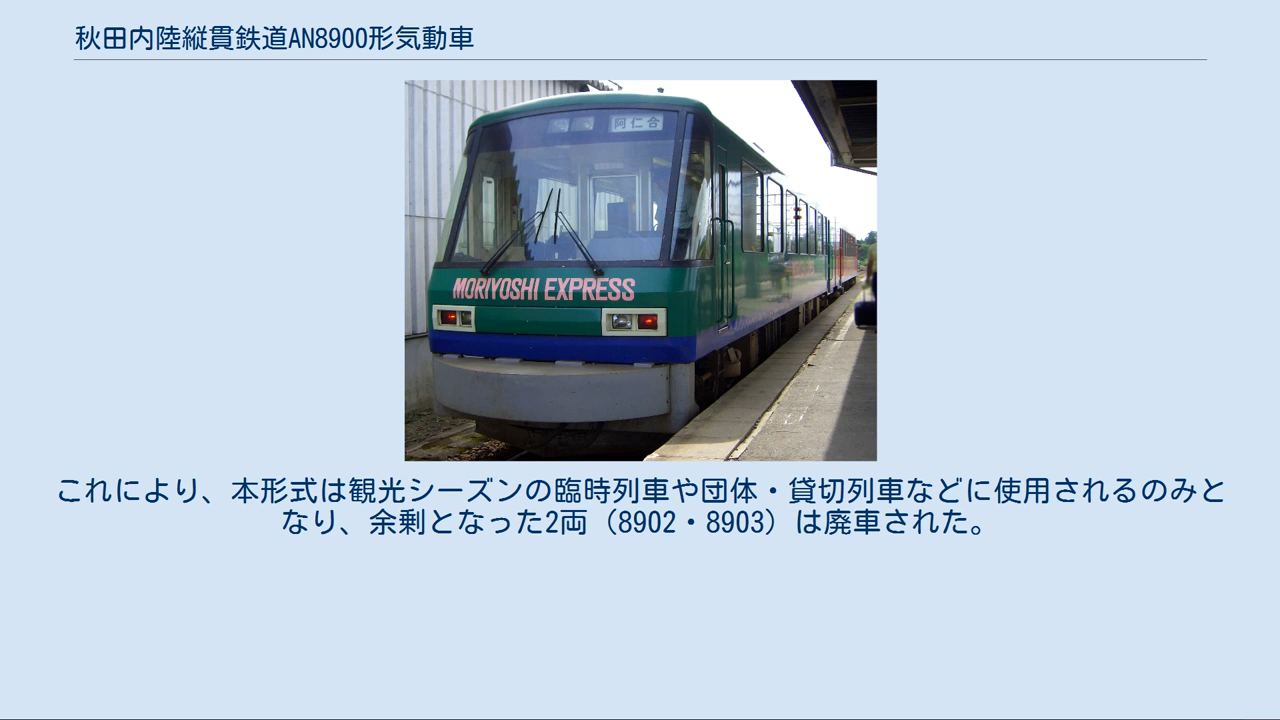 秋田内陸縦貫鉄道AN8900形気動車
阿仁合
MORIYOSHI EXPRESS
これにより、本形式は観光シーズンの臨時列車や団体・貸切列車などに使用されるのみと
なり、余剰となった2両（8902・8903）は廃車された。